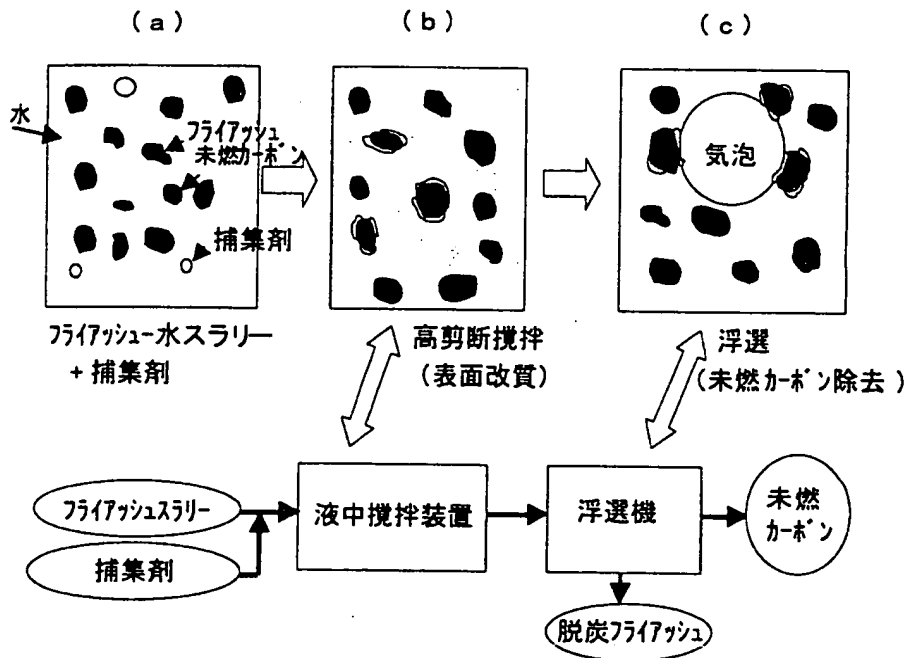 (a)
(b)
(c)
水
ﾌﾗｲｱｯｼｭ
未燃ｶｰﾎﾞﾝ
捕集剤
気泡
ﾌﾗｲｱｯｼｭー水スラリー
+ 捕集剤
高剪断撹拌
(表面改質)
浮選
(未燃ｶｰﾎﾞﾝ除去)
ﾌﾗｲｱｯｼｭスラリー
捕集剤
液中撹拌装置
浮選機
未燃
ｶｰﾎﾞﾝ
脱炭ﾌﾗｲｱｯｼｭ